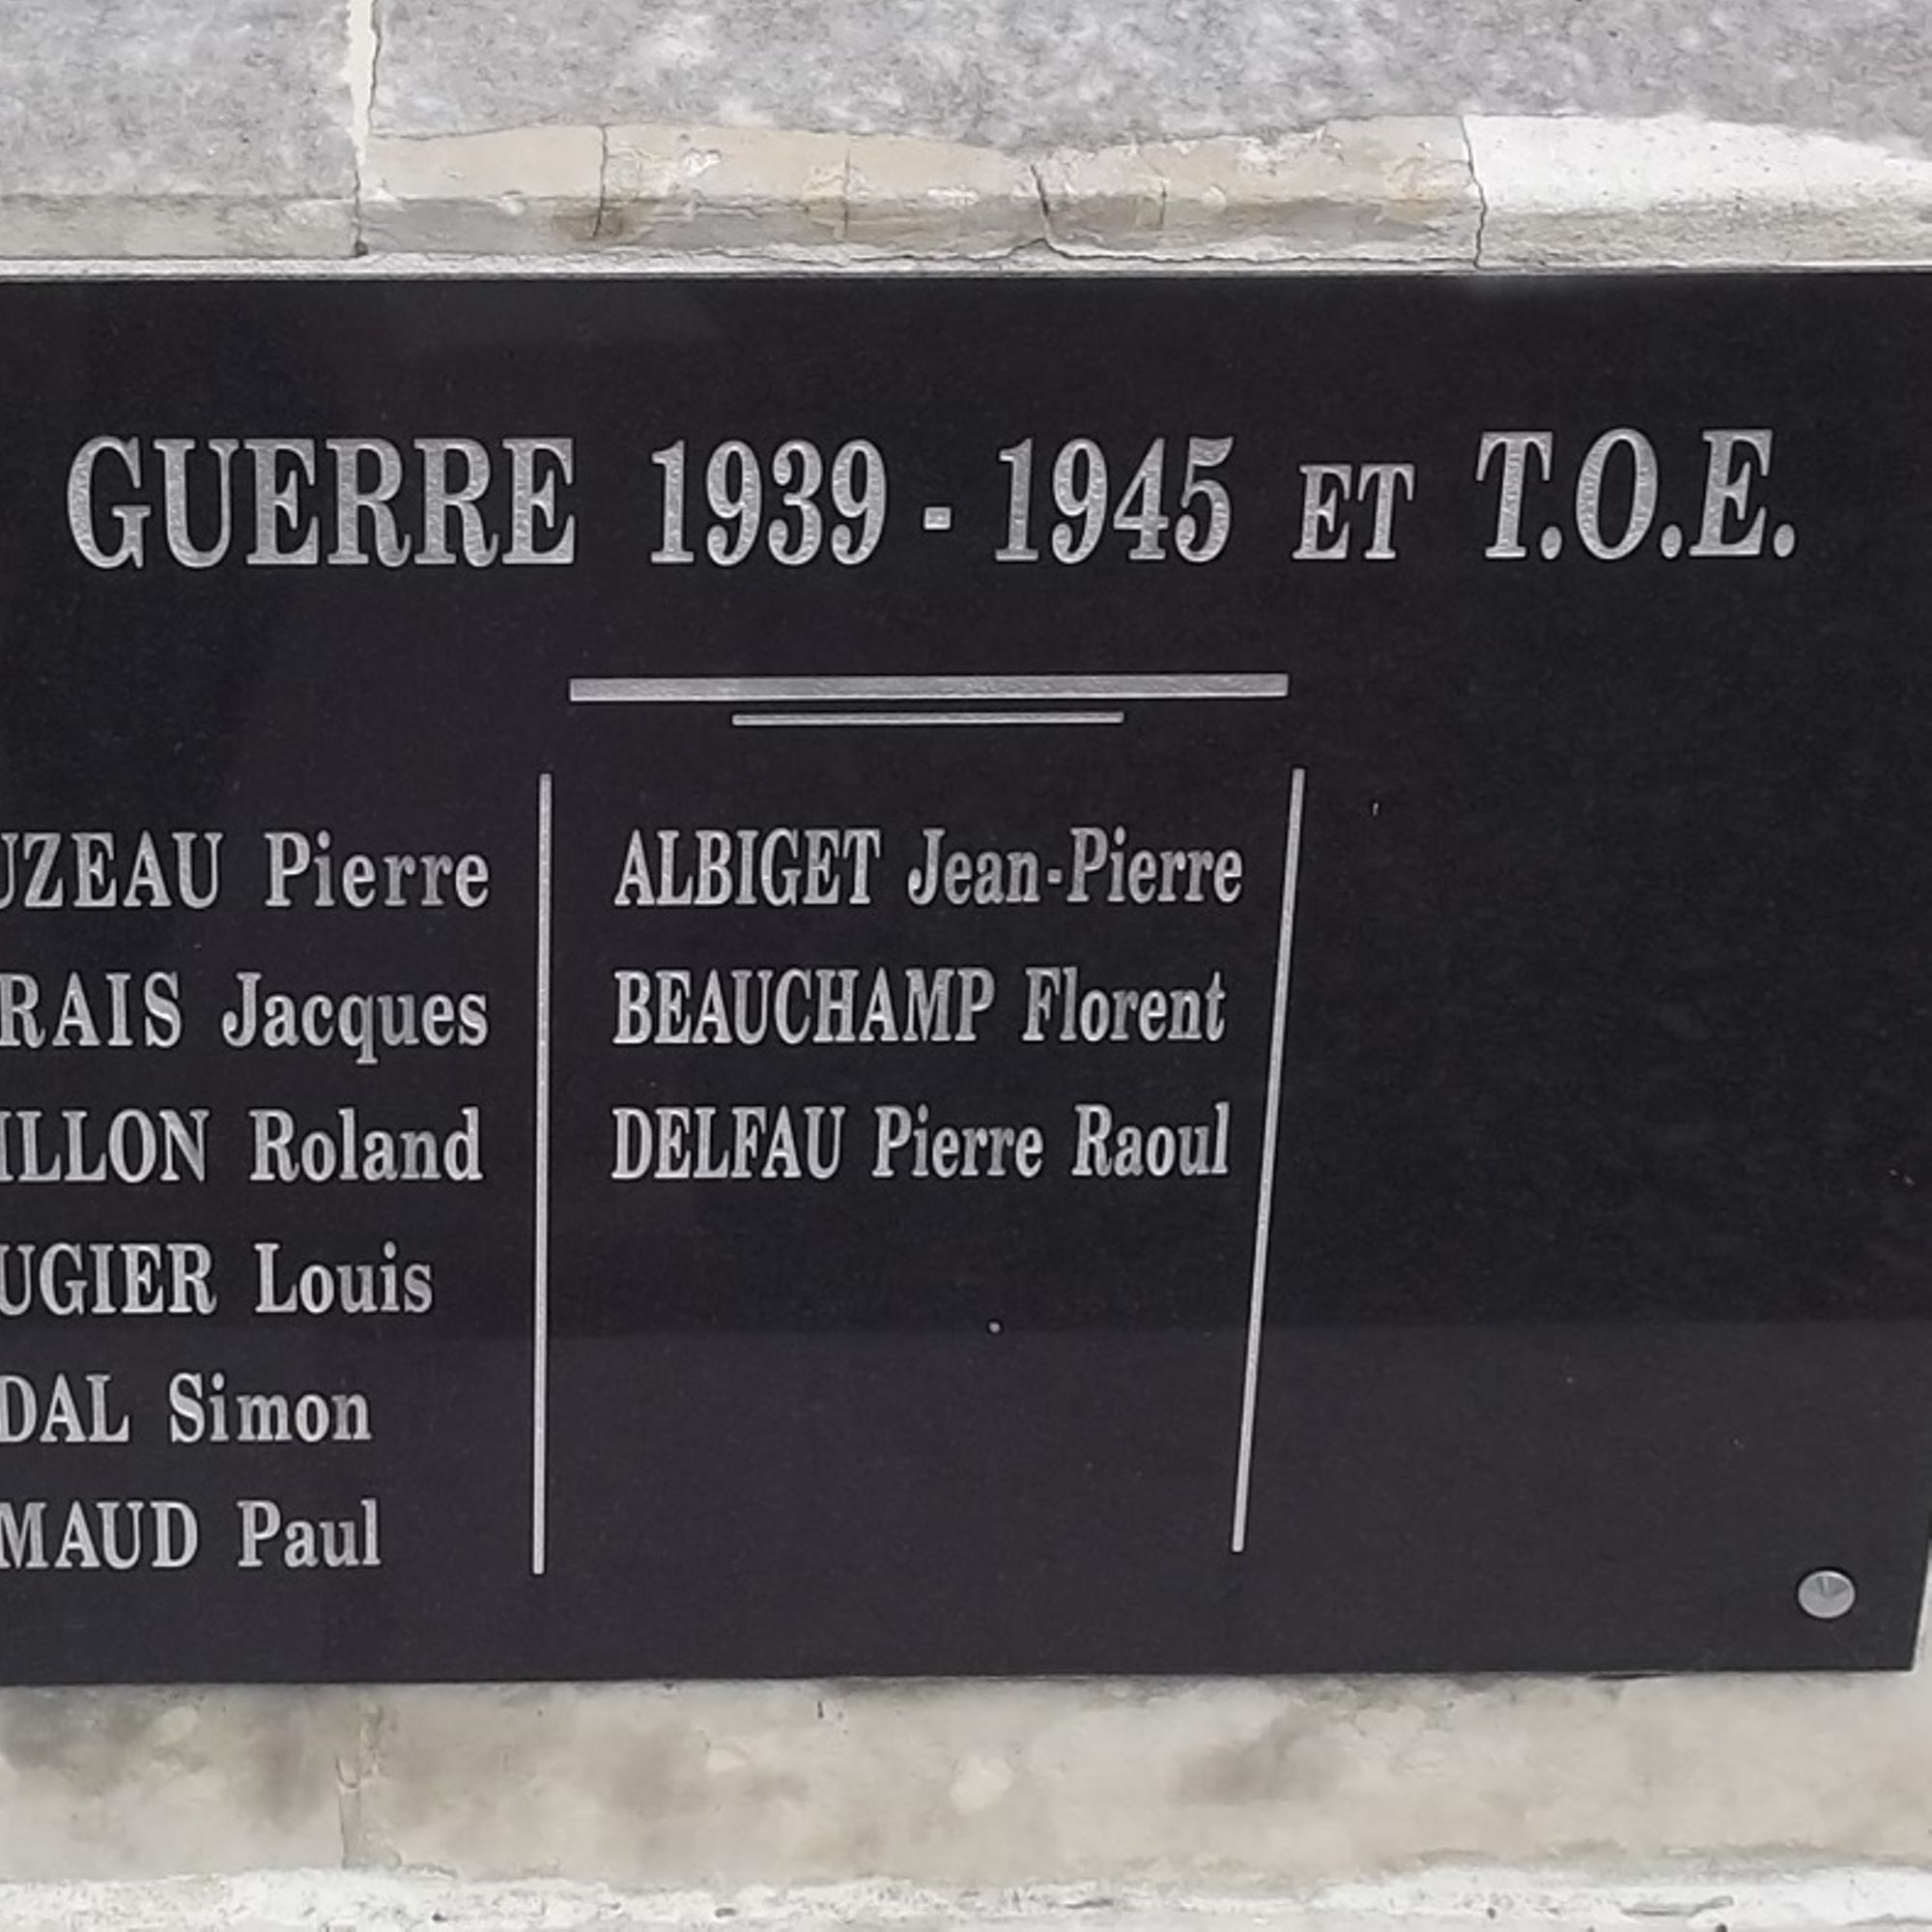 GUERRE 1939 - 1945 ET T.O.E.
UZEAU Pierre
RAIS Jacques
ILLON Roland
UGIER Louis
DAL Simon
MAUD Paul
ALBIGET Jean-Pierre
BEAUCHAMP Florent
DELFAU Pierre Raoul